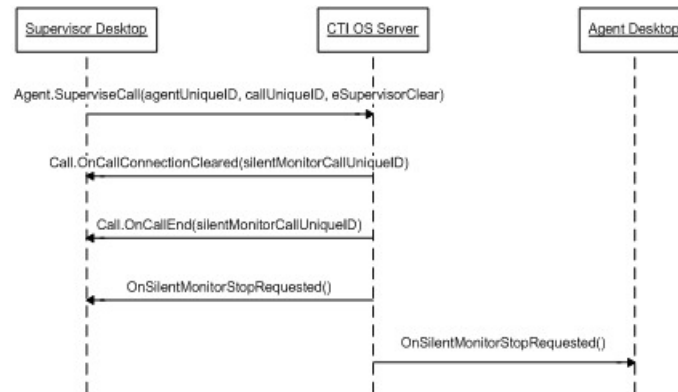 Supervisor Desktop
CTI OS Server
Agent Desktop
Agent.SuperviseCall(agentUniqueID, callUniqueID, eSupervisorClear)
Call.OnCallConnectionCleared(silentMonitorCallUniqueID)
Call.OnCallEnd(silentMonitorCallUniqueID)
OnSilentMonitorStopRequested()
OnSilentMonitorStopRequested()